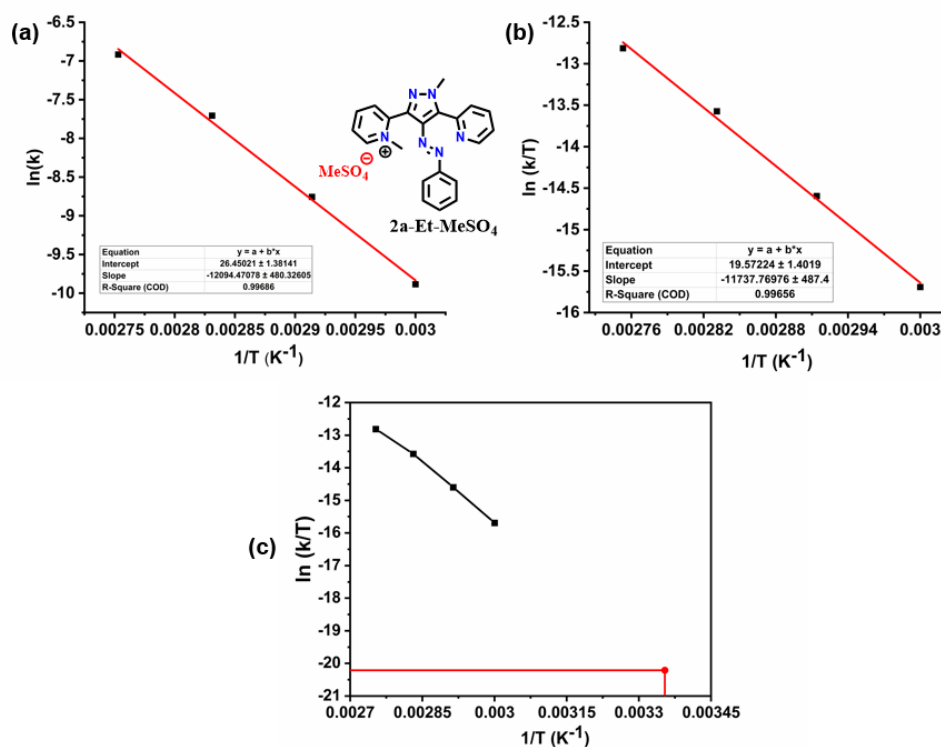 (a)
-6.5
-7
-7.5
-8
-8.5
-9
-9.5
-10
ln(k)
0.00275
0.0028
0.00285
0.0029
0.00295
0.003
1/T (K⁻¹)
Equation y = a + b*x
Intercept 26.45021 ± 1.38141
Slope -12094.47078 ± 480.32605
R-Square (COD) 0.99686
N
N
N
N
N
N
+
MeSO₄
−
2a-Et-MeSO₄
(b)
-12.5
-13
-13.5
-14
-14.5
-15
-15.5
-16
ln (k/T)
0.00276
0.00282
0.00288
0.00294
0.003
1/T (K⁻¹)
Equation y = a + b*x
Intercept 19.57224 ± 1.4019
Slope -11737.76976 ± 487.4
R-Square (COD) 0.99656
(c)
-12
-13
-14
-15
-16
-17
-18
-19
-20
-21
ln (k/T)
0.0027
0.00285
0.003
0.00315
0.0033
0.00345
1/T (K⁻¹)